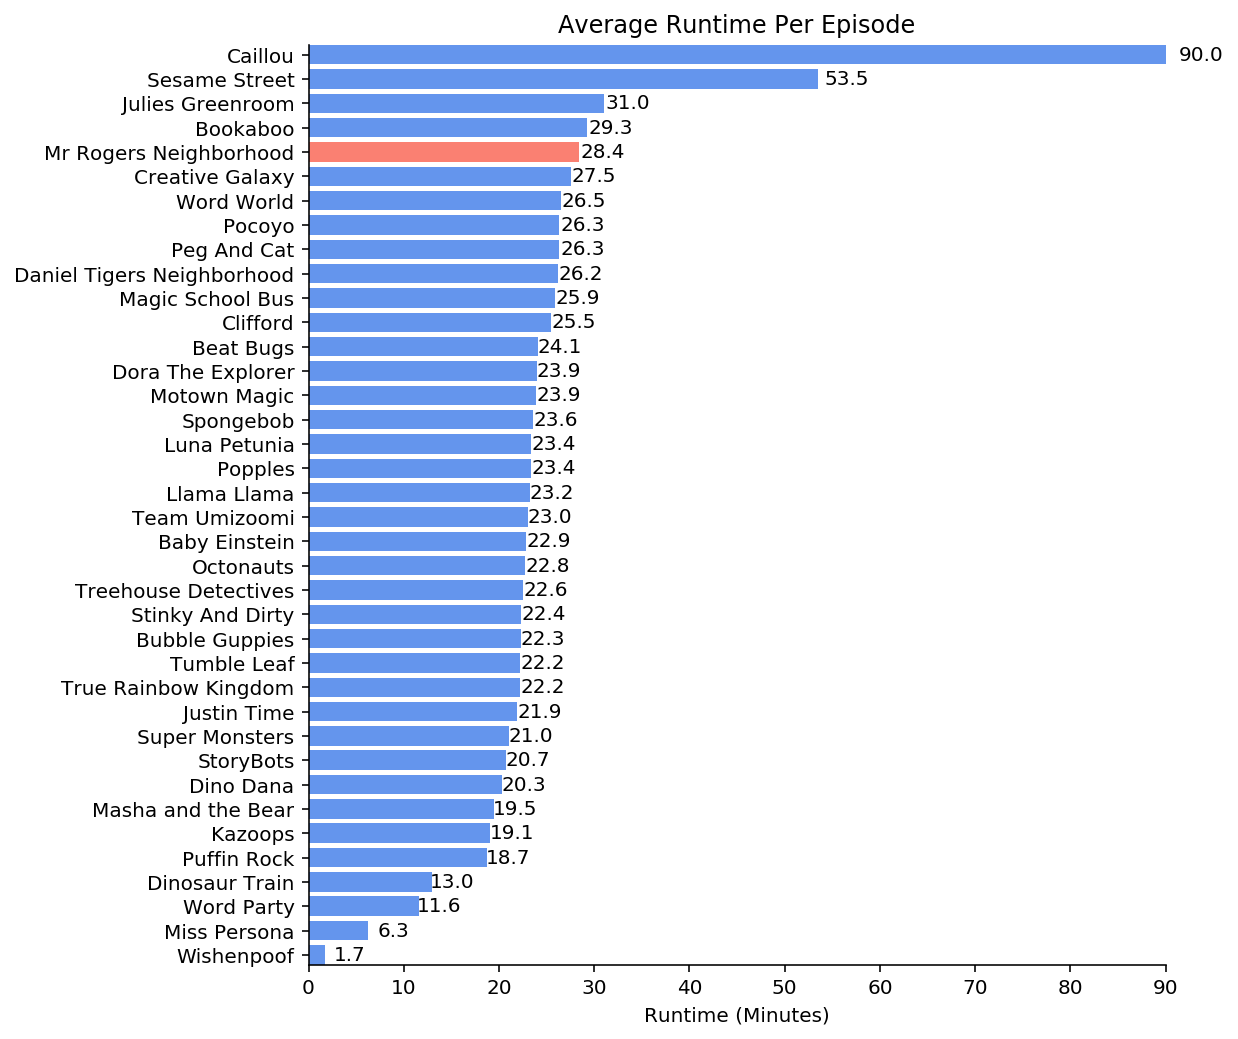 Average Runtime Per Episode
Caillou 90.0
Sesame Street 53.5
Julies Greenroom 31.0
Bookaboo 29.3
Mr Rogers Neighborhood 28.4
Creative Galaxy 27.5
Word World 26.5
Pocoyo 26.3
Peg And Cat 26.3
Daniel Tigers Neighborhood 26.2
Magic School Bus 25.9
Clifford 25.5
Beat Bugs 24.1
Dora The Explorer 23.9
Motown Magic 23.9
Spongebob 23.6
Luna Petunia 23.4
Popples 23.4
Llama Llama 23.2
Team Umizoomi 23.0
Baby Einstein 22.9
Octonauts 22.8
Treehouse Detectives 22.6
Stinky And Dirty 22.4
Bubble Guppies 22.3
Tumble Leaf 22.2
True Rainbow Kingdom 22.2
Justin Time 21.9
Super Monsters 21.0
StoryBots 20.7
Dino Dana 20.3
Masha and the Bear 19.5
Kazoops 19.1
Puffin Rock 18.7
Dinosaur Train 13.0
Word Party 11.6
Miss Persona 6.3
Wishenpoof 1.7
0 10 20 30 40 50 60 70 80 90
Runtime (Minutes)